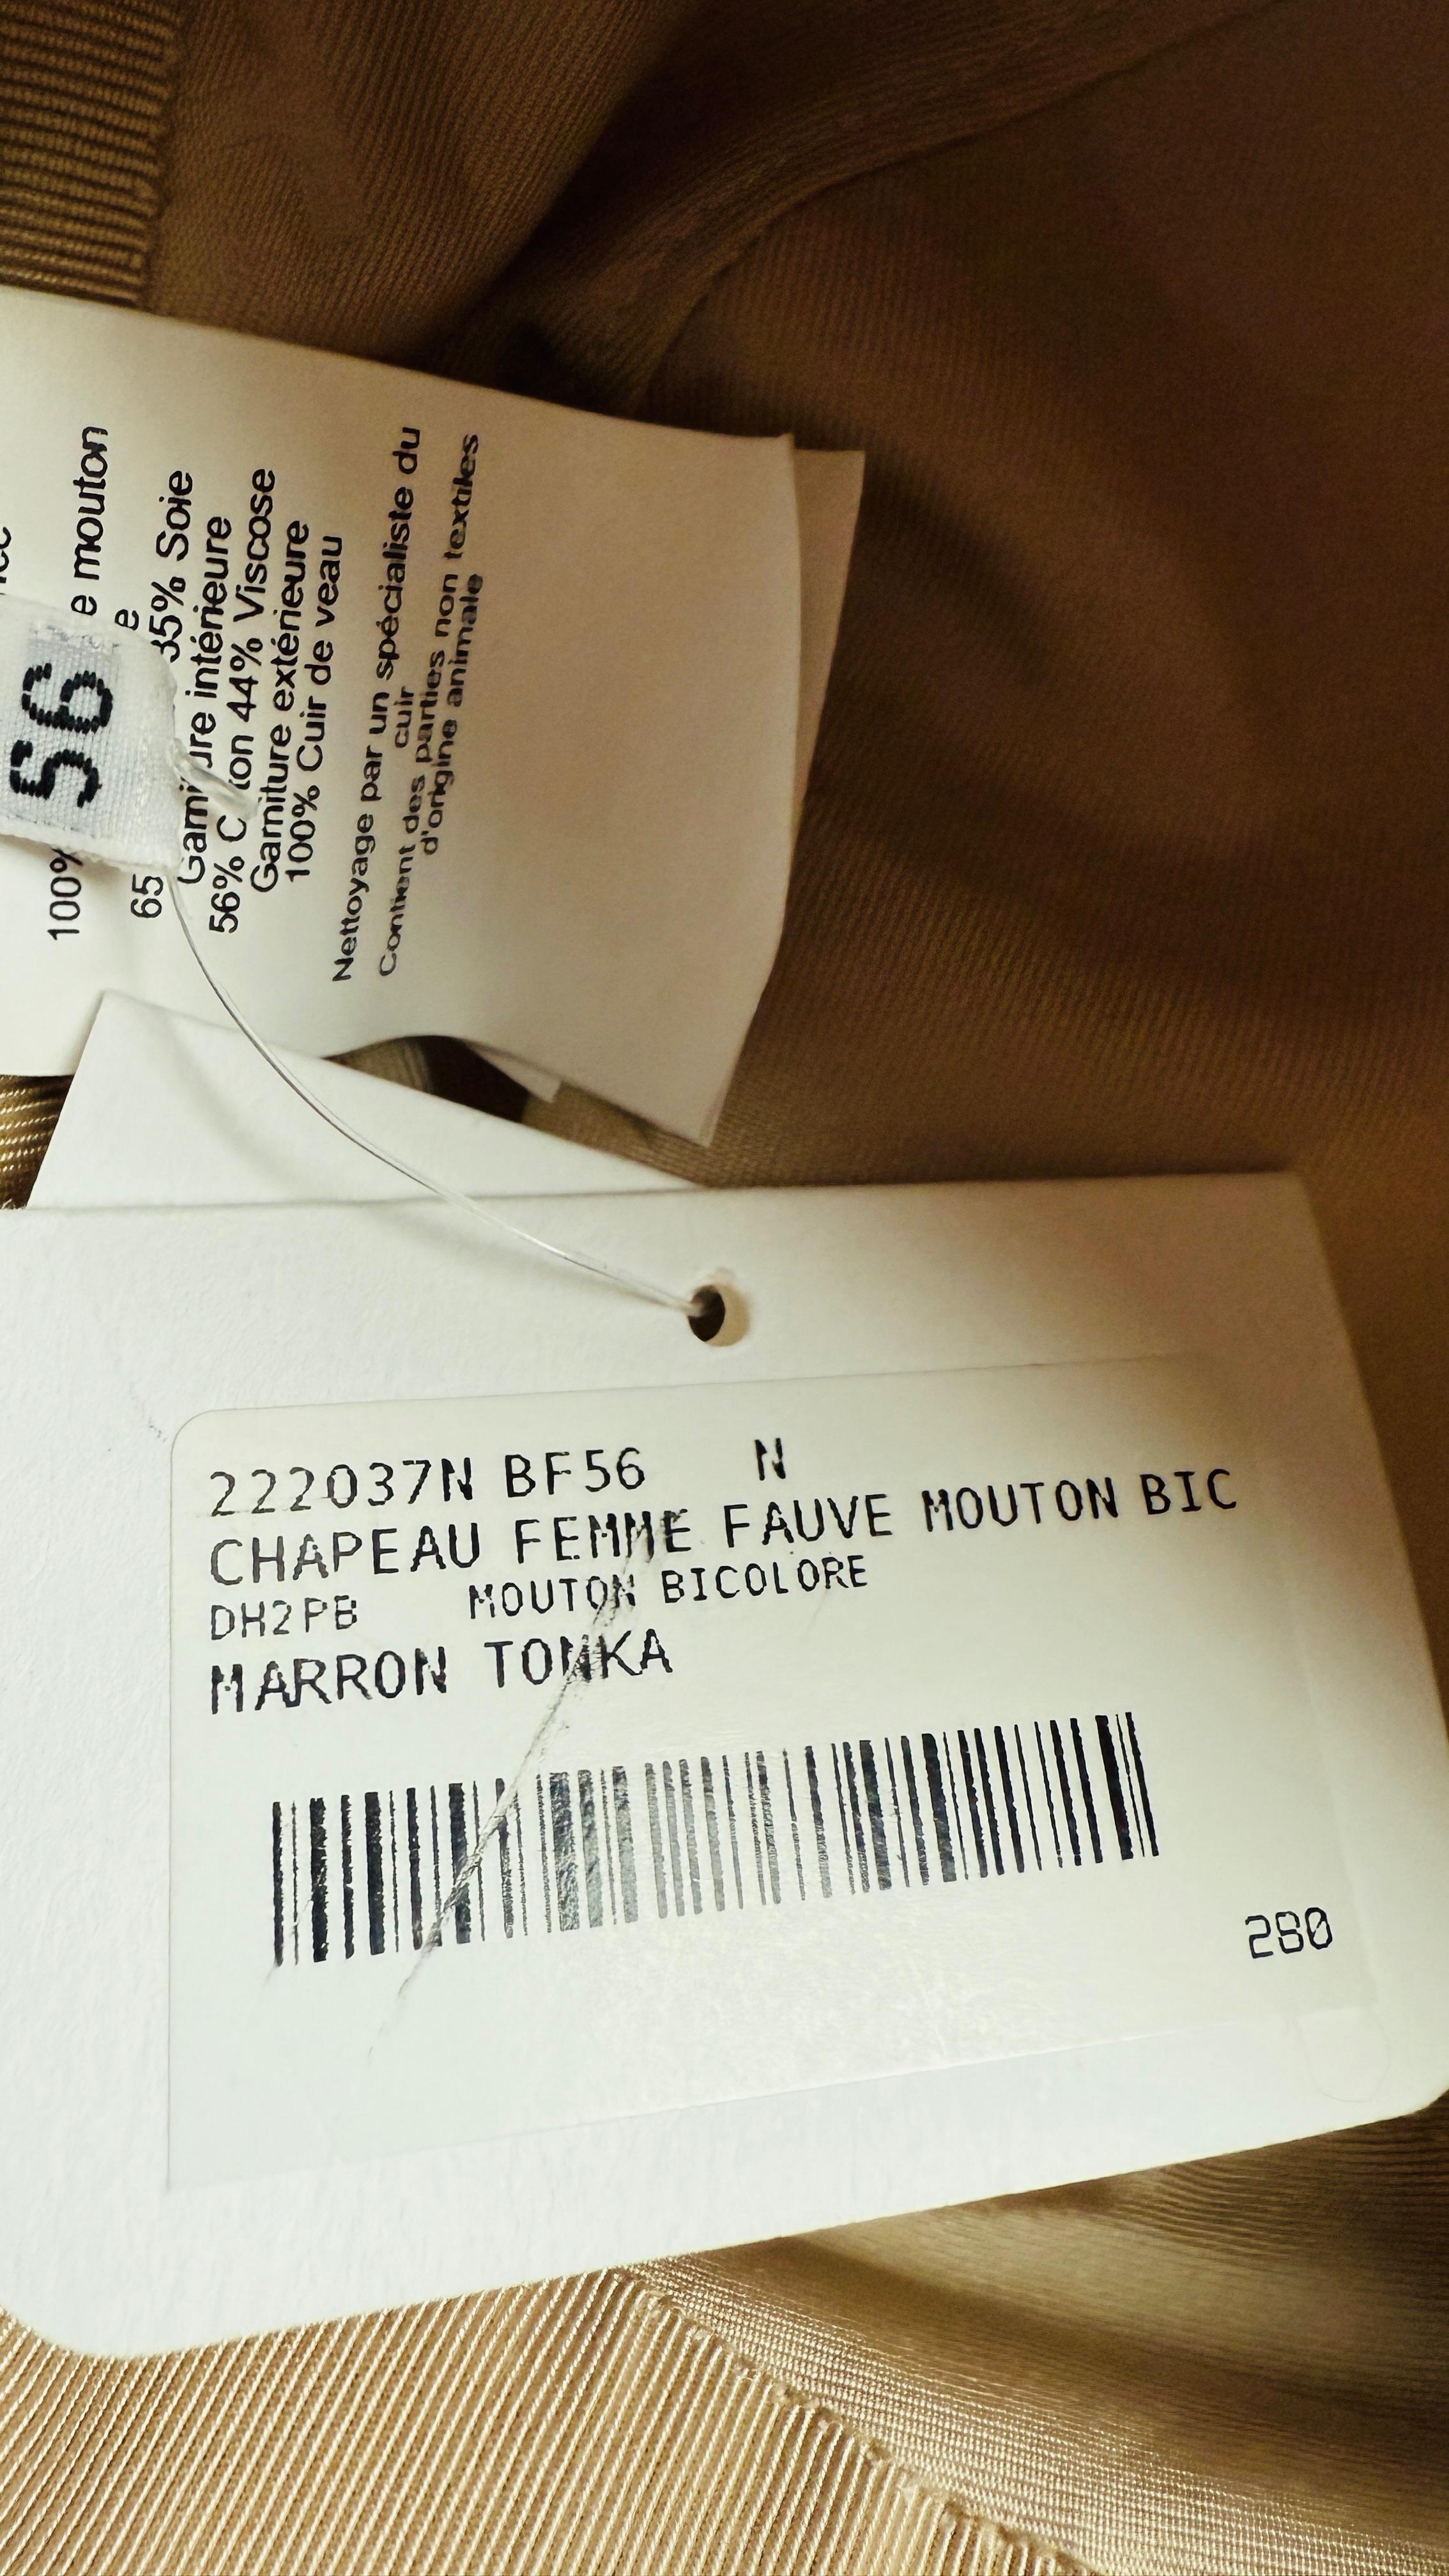 mouton
100%
35% Soie
65
Garniture intérieure
56% 44% Viscose
Garniture extérieure
100% Cuir de veau
Nettoyage par un spécialiste du
cuir
Contient des parties non textiles
d'origine animale
56
222037N BF56 N
CHAPEAU FEMME FAUVE MOUTON BIC
DH2PB MOUTON BICOLORE
MARRON TONKA
280